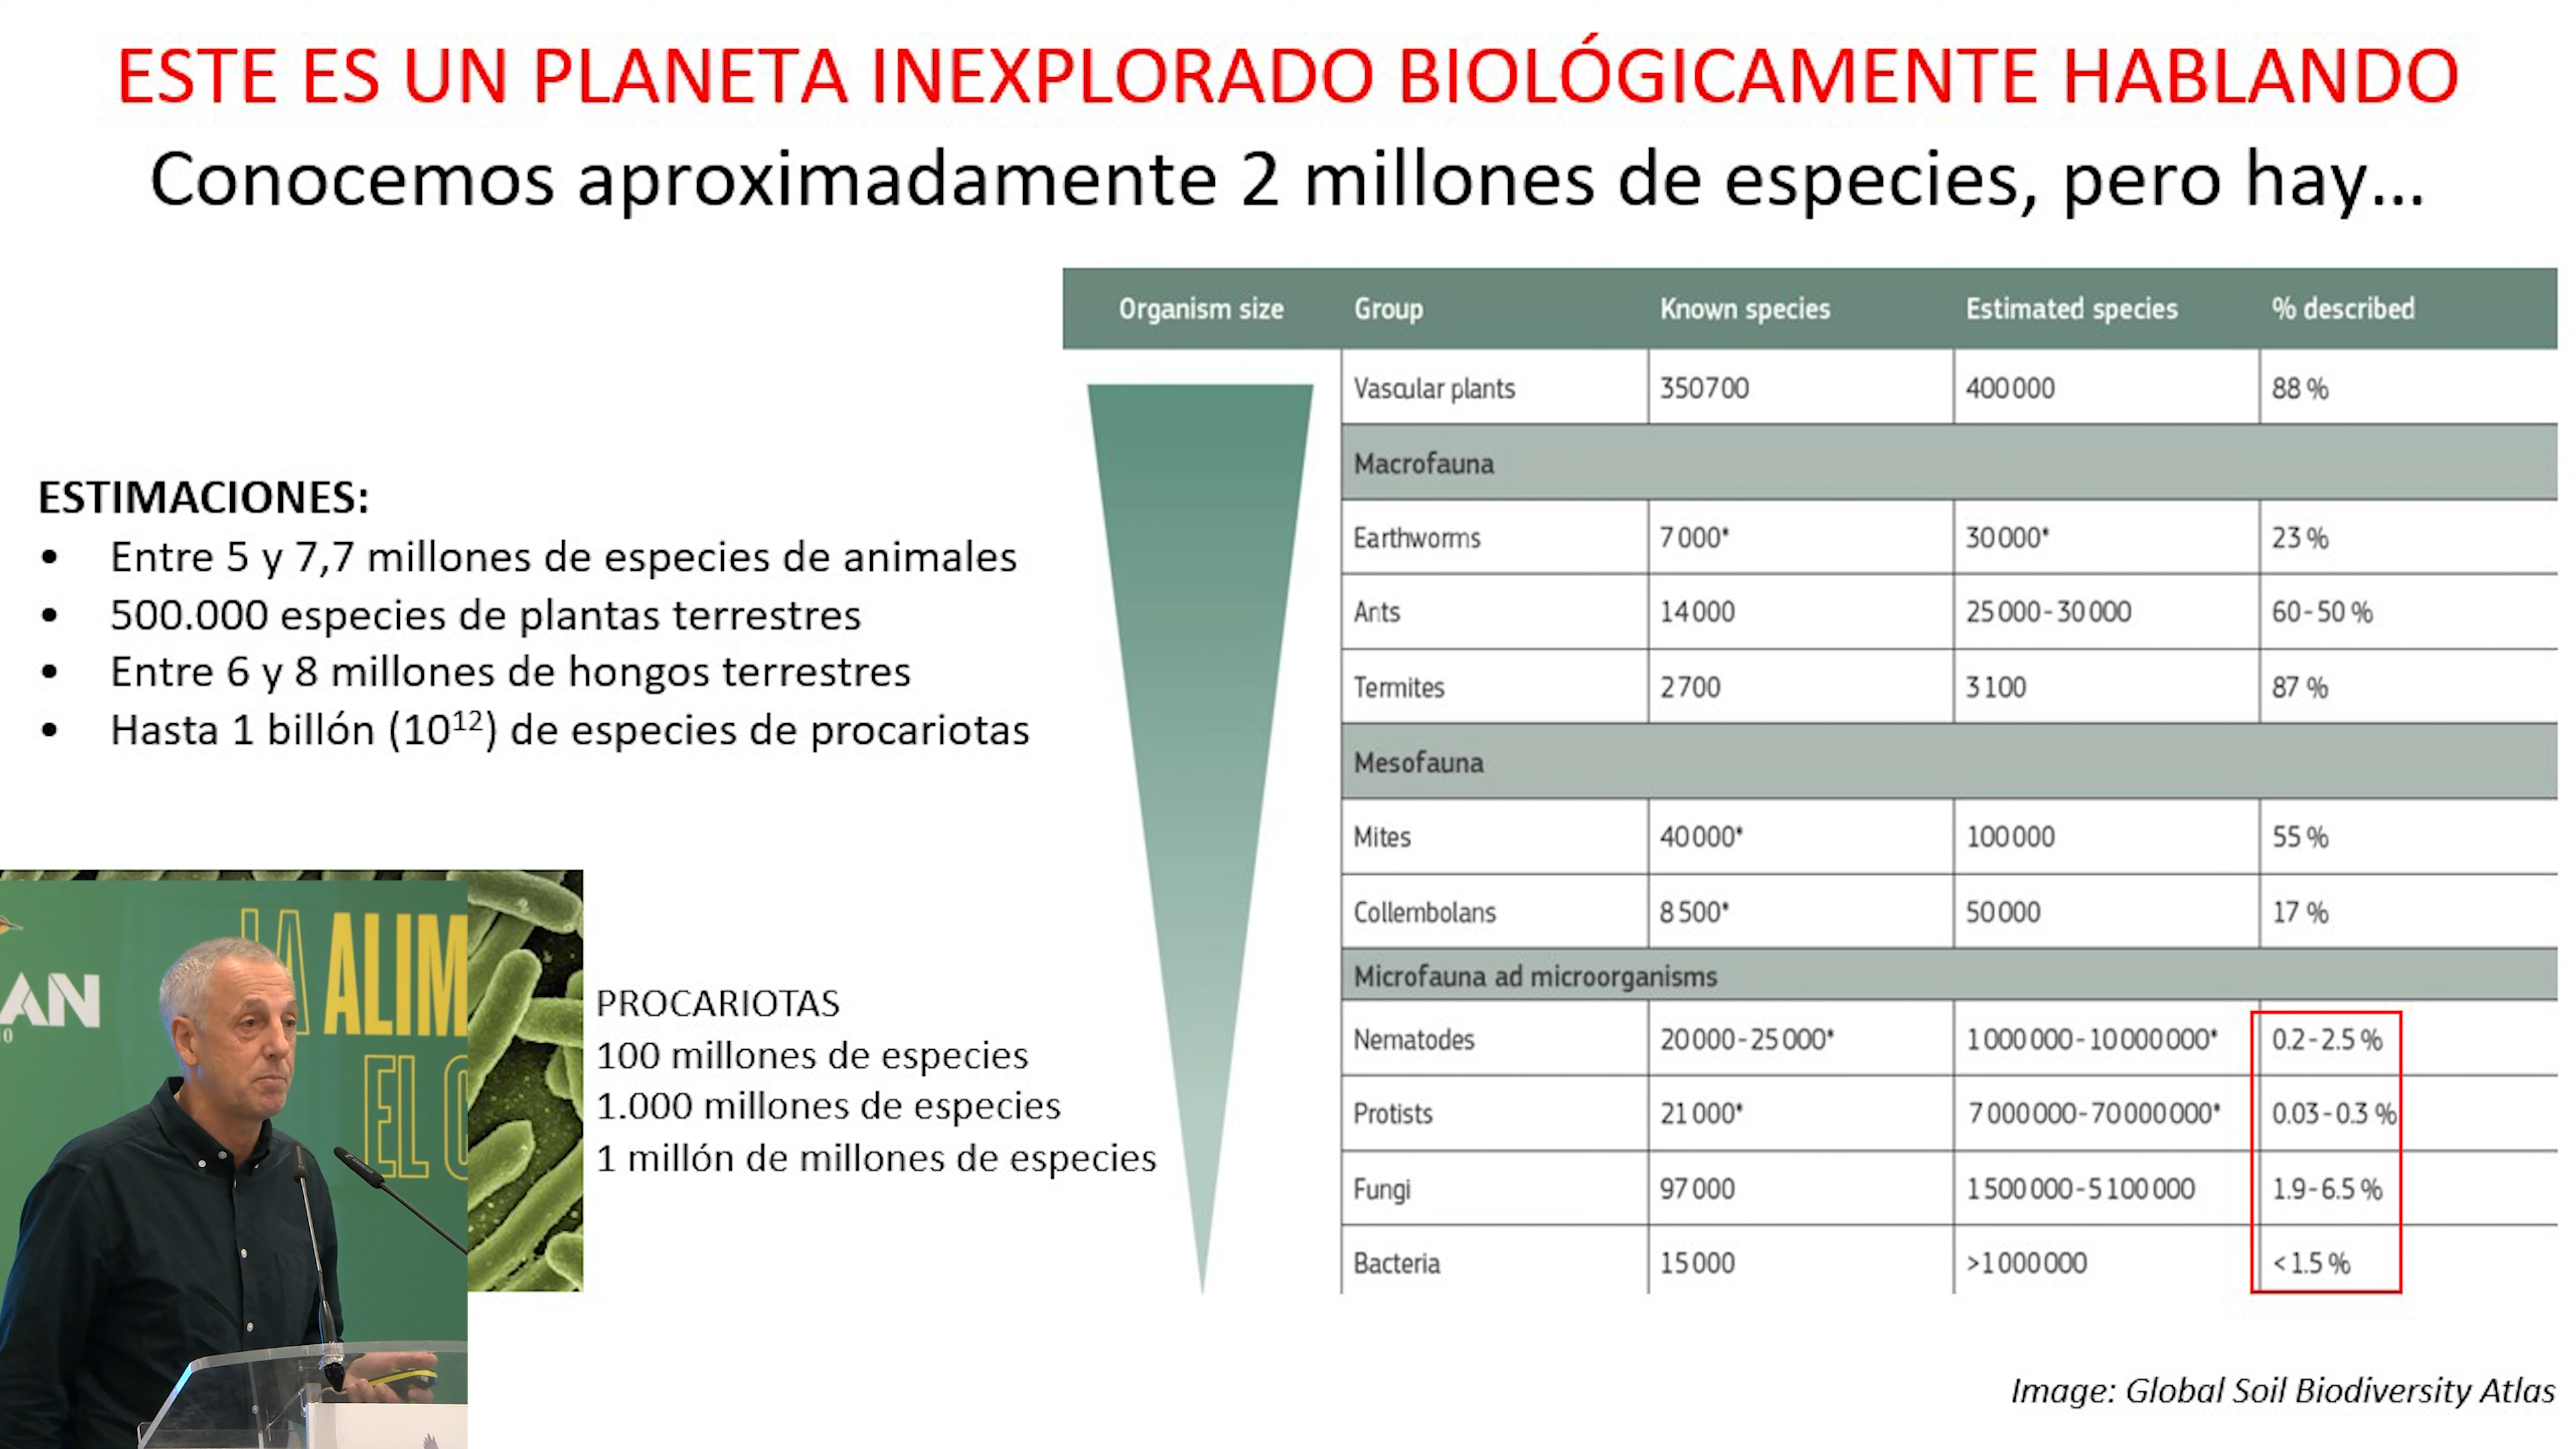 ESTE ES UN PLANETA INEXPLORADO BIOLÓGICAMENTE HABLANDO
Conocemos aproximadamente 2 millones de especies, pero hay...
ESTIMACIONES:
• Entre 5 y 7,7 millones de especies de animales
• 500.000 especies de plantas terrestres
• Entre 6 y 8 millones de hongos terrestres
• Hasta 1 billón (10¹²) de especies de procariotas
PROCARIOTAS
100 millones de especies
1.000 millones de especies
1 millón de millones de especies
Organism size Group Known species Estimated species % described
Vascular plants 350700 400000 88 %
Macrofauna
Earthworms 7000* 30000* 23 %
Ants 14000 25000-30000 60-50 %
Termites 2700 3100 87 %
Mesofauna
Mites 40000* 100000 55 %
Collembolans 8500* 50000 17 %
Microfauna ad microorganisms
Nematodes 20000-25000* 1000000-10000000* 0.2-2.5 %
Protists 21000* 7000000-70000000* 0.03-0.3 %
Fungi 97000 1500000-5100000 1.9-6.5 %
Bacteria 15000 >1000000 <1.5 %
Image: Global Soil Biodiversity Atlas
LA ALIM
EL
AN